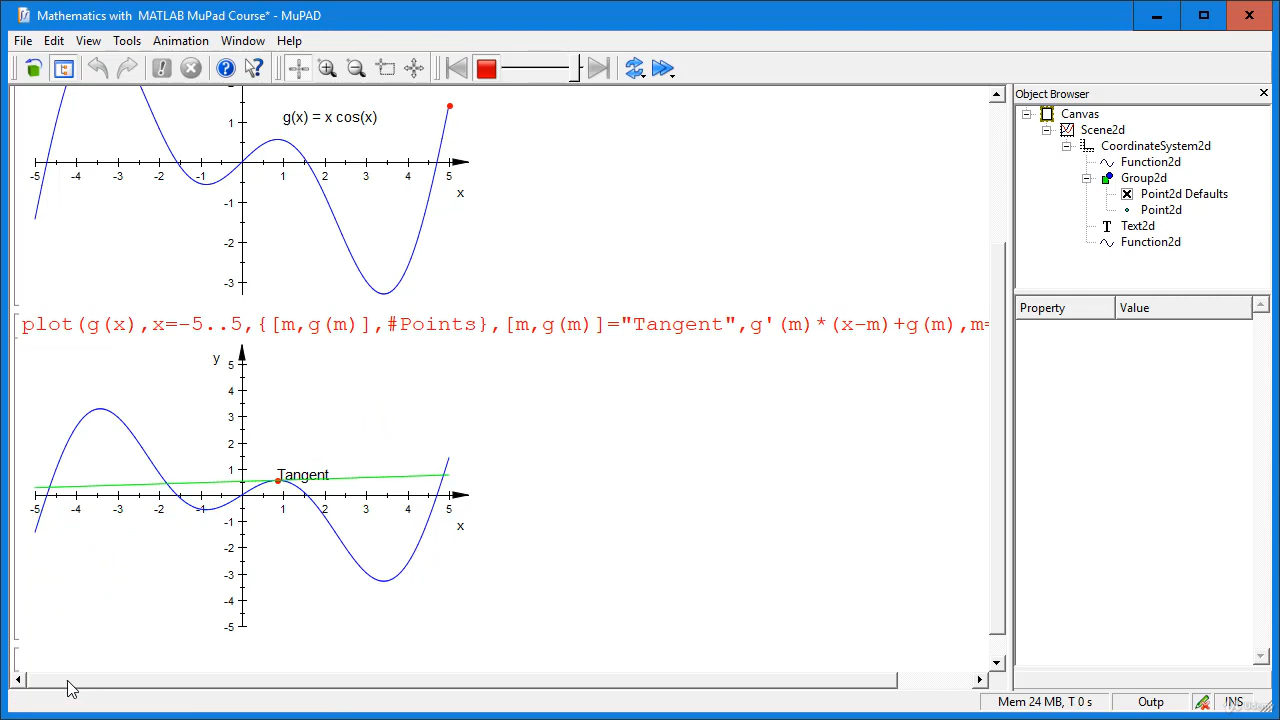 Mathematics with MATLAB MuPad Course* - MuPAD
File Edit View Tools Animation Window Help
Object Browser
Canvas
Scene2d
CoordinateSystem2d
Function2d
Group2d
Point2d Defaults
Point2d
Text2d
Function2d
Property Value
g(x) = x cos(x)
1
-5 -4 -3 -2 -1 1 2 3 4 5
x
-1
-2
-3
plot(g(x),x=-5..5,{[m,g(m)],#Points},[m,g(m)]="Tangent",g'(m)*(x-m)+g(m),m=
y
5
4
3
2
1
Tangent
-5 -4 -3 -2 -1 1 2 3 4 5
x
-1
-2
-3
-4
-5
Mem 24 MB, T 0 s Outp INS